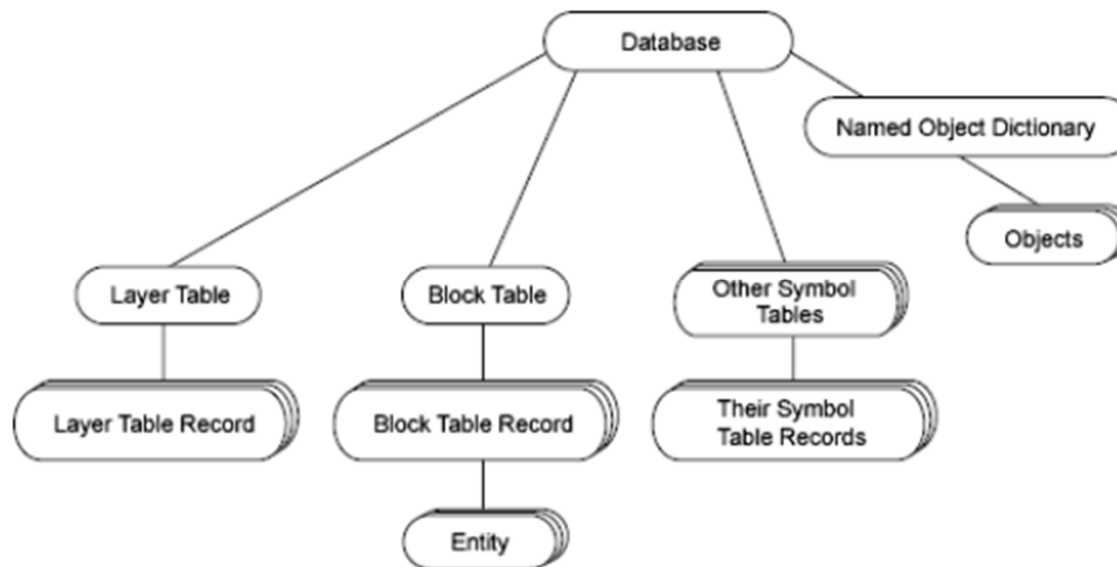 Database
Named Object Dictionary
Objects
Layer Table
Block Table
Other Symbol
Tables
Layer Table Record
Block Table Record
Their Symbol
Table Records
Entity